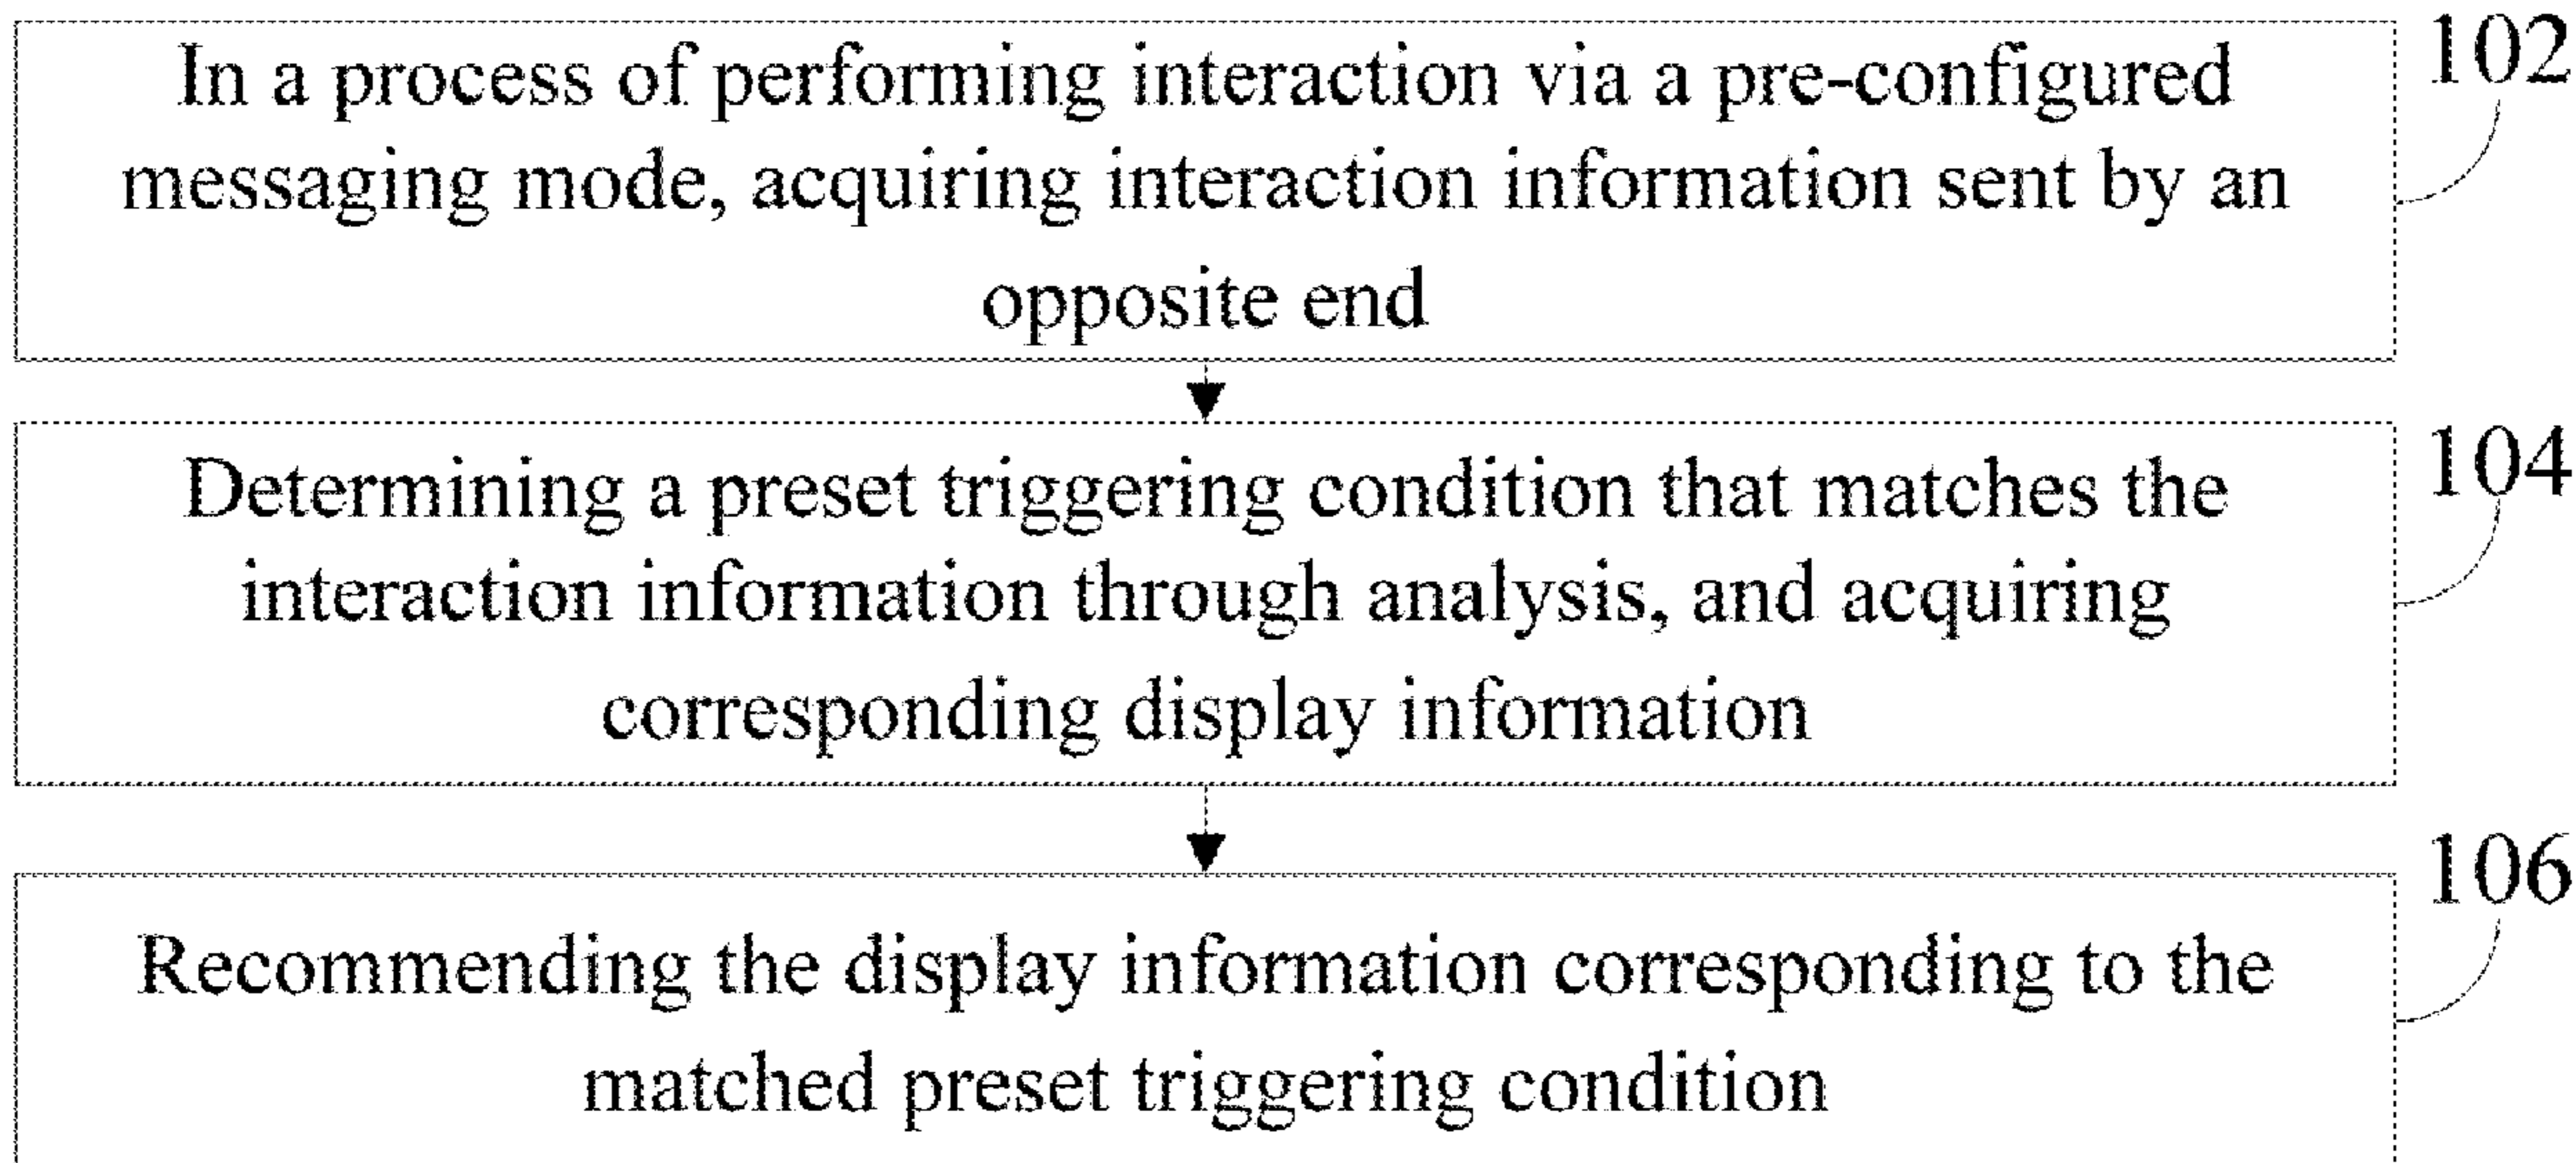 In a process of performing interaction via a pre-configured
102
messaging mode, acquiring interaction information sent by an
opposite end
Determining a preset triggering condition that matches the
104
interaction information through analysis, and acquiring
corresponding display information
Recommending the display information corresponding to the
106
matched preset triggering condition